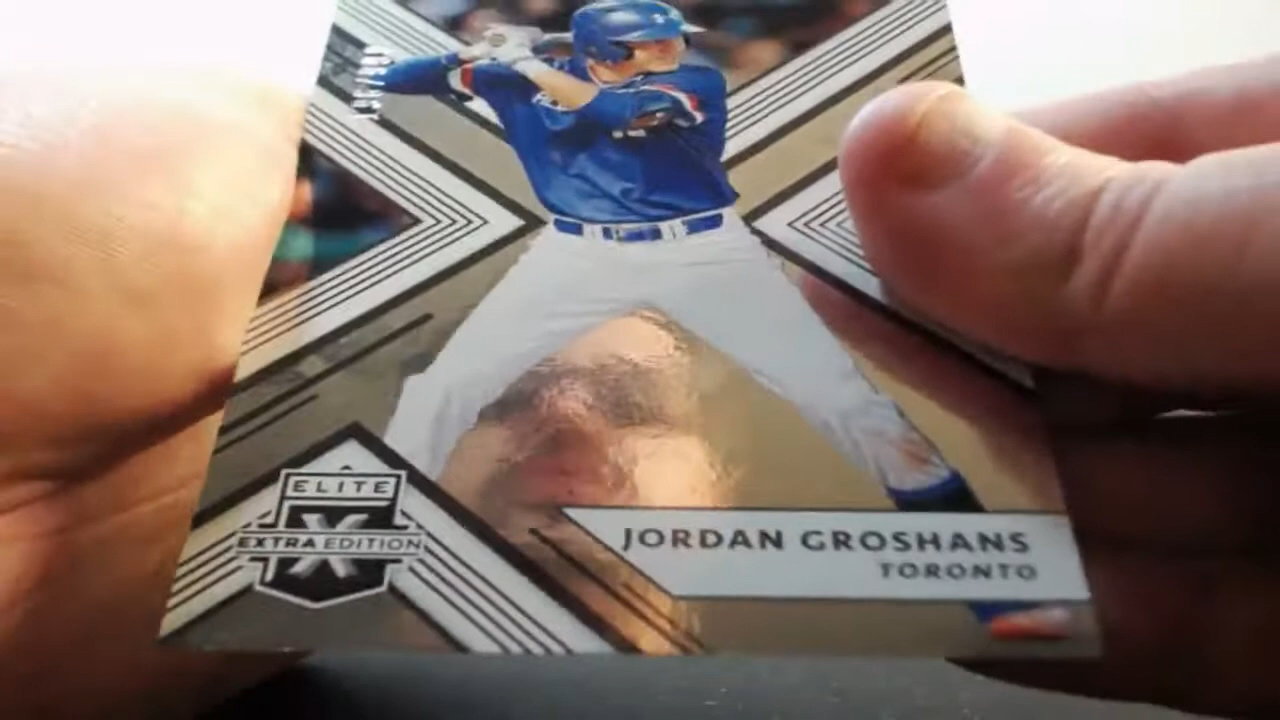 ELITE
X
EXTRA EDITION
JORDAN GROSHANS
TORONTO